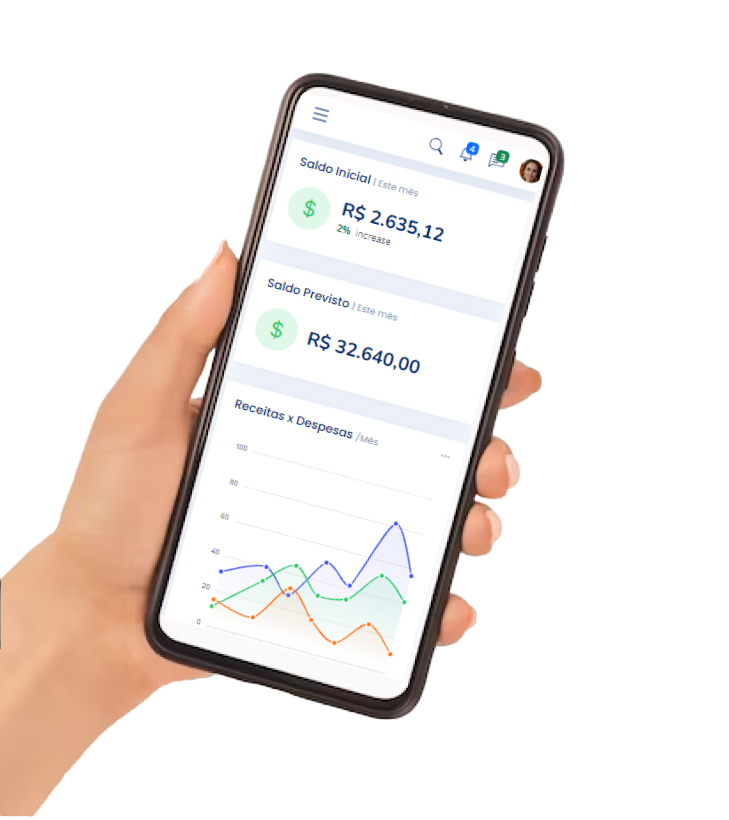 4
3
Saldo Inicial | Este mês
$
R$ 2.635,12
2% increase
Saldo Previsto | Este mês
$
R$ 32.640,00
Receitas x Despesas /Mês
100
80
60
40
20
0